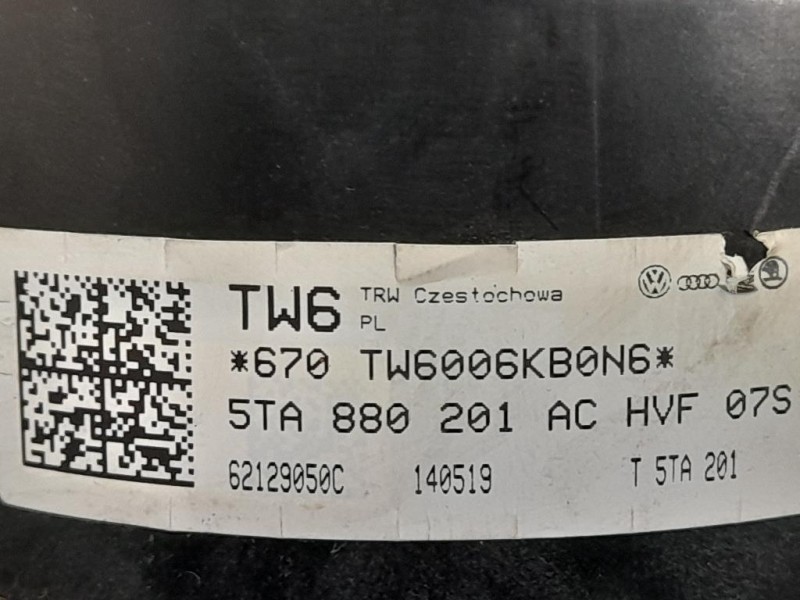 TW6 TRW Czestochowa
PL
*670 TW6006KB0N6*
5TA 880 201 AC HVF 07S
62129050C 140519 T 5TA 201